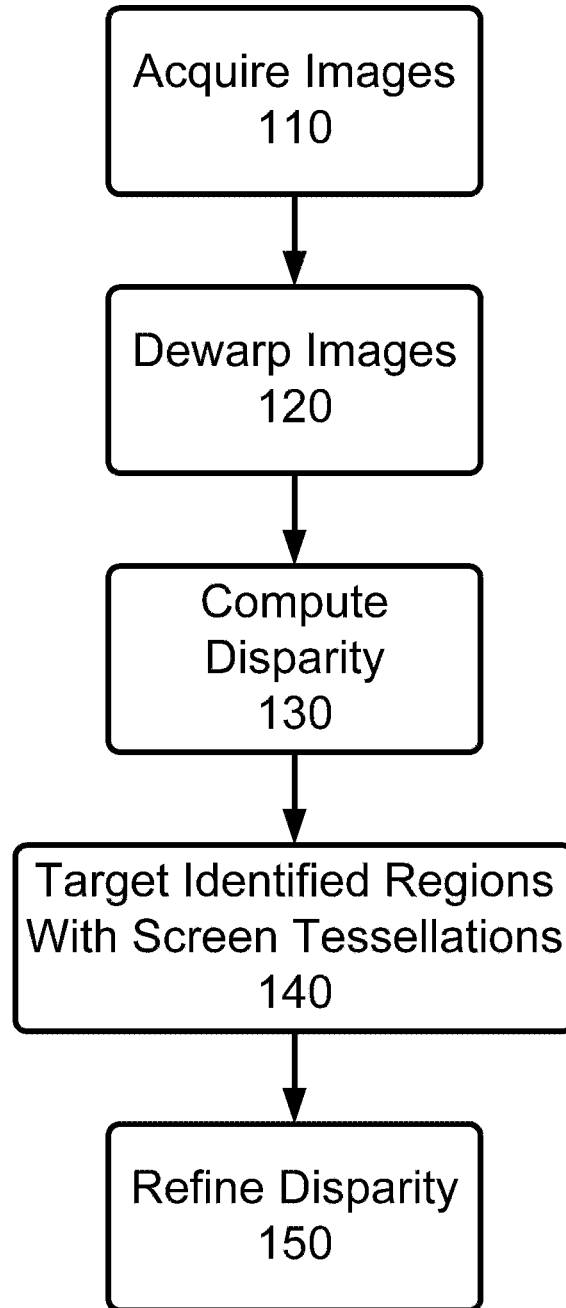 Acquire Images
110
Dewarp Images
120
Compute
Disparity
130
Target Identified Regions
With Screen Tessellations
140
Refine Disparity
150